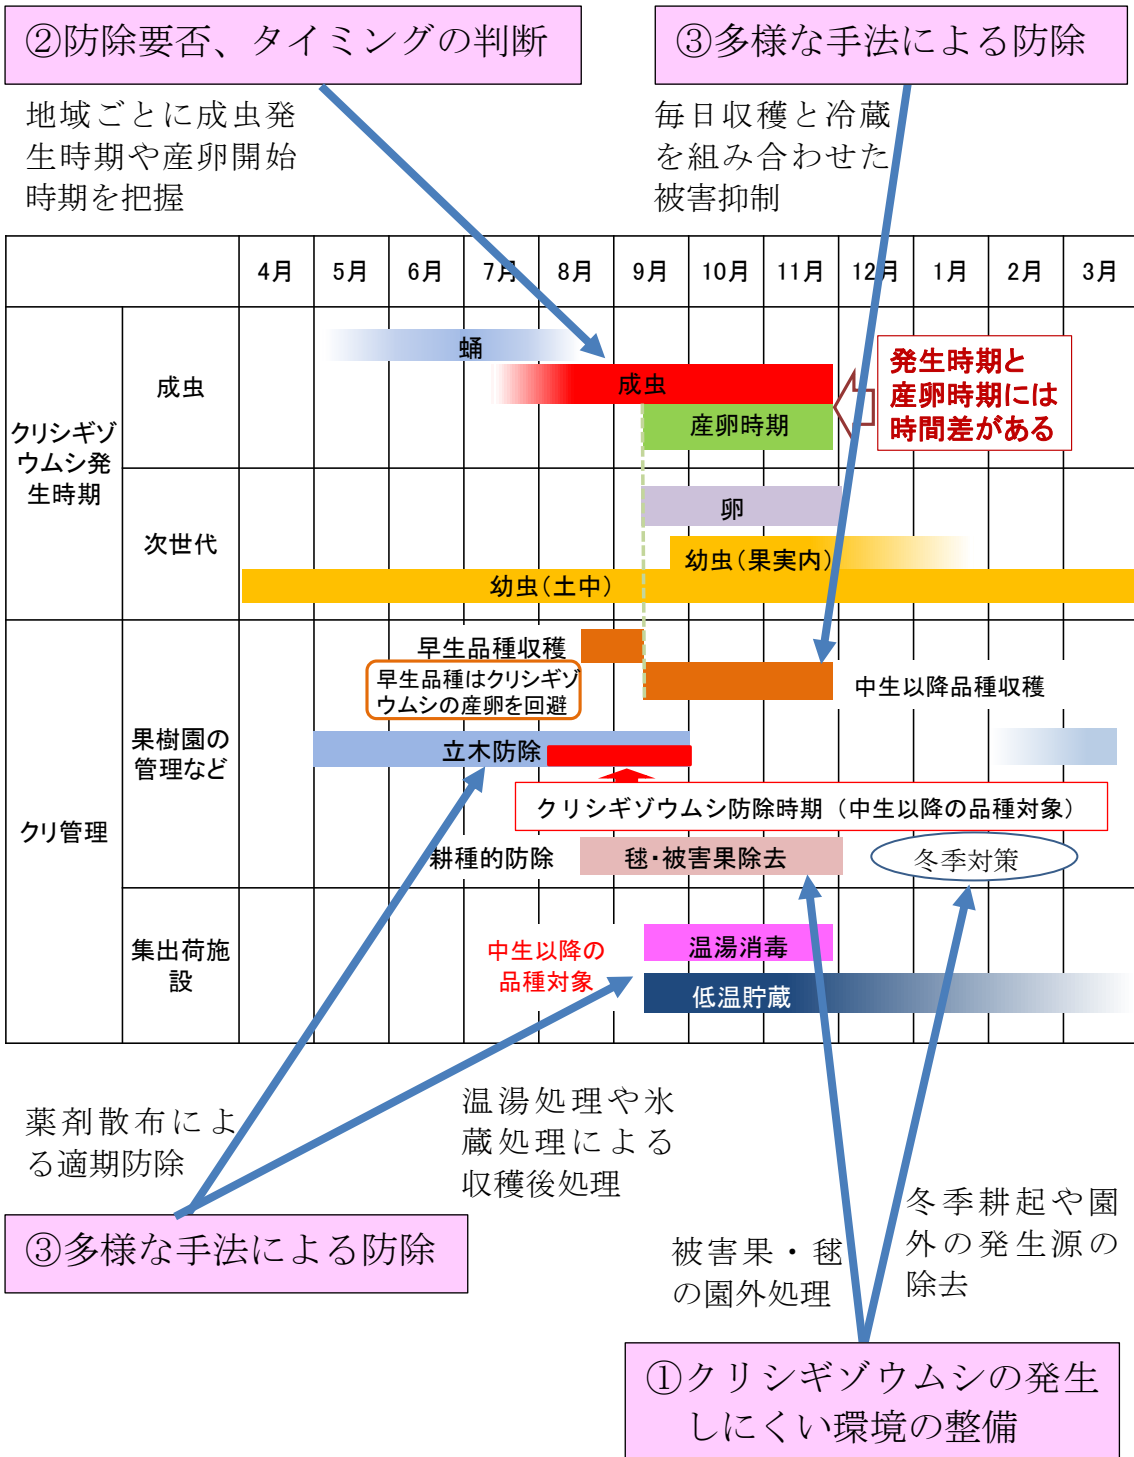 ②防除要否、タイミングの判断
③多様な手法による防除
地域ごとに成虫発
生時期や産卵開始
時期を把握
毎日収穫と冷蔵
を組み合わせた
被害抑制
4月 5月 6月 7月 8月 9月 10月 11月 12月 1月 2月 3月
クリシギゾ
ウムシ発
生時期
成虫
蛹
成虫
産卵時期
発生時期と
産卵時期には
時間差がある
次世代
卵
幼虫(果実内)
幼虫(土中)
クリ管理
果樹園の
管理など
早生品種収穫
早生品種はクリシギゾ
ウムシの産卵を回避
中生以降品種収穫
立木防除
クリシギゾウムシ防除時期（中生以降の品種対象）
耕種的防除
毬・被害果除去
冬季対策
集出荷施
設
中生以降の
品種対象
温湯消毒
低温貯蔵
薬剤散布によ
る適期防除
温湯処理や氷
蔵処理による
収穫後処理
③多様な手法による防除
被害果・毬
の園外処理
冬季耕起や園
外の発生源の
除去
①クリシギゾウムシの発生
しにくい環境の整備